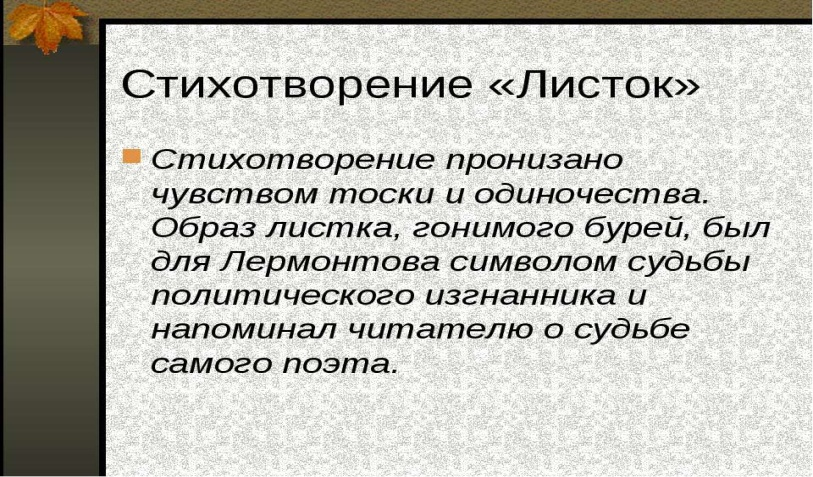 Стихотворение «Листок»
Стихотворение пронизано
чувством тоски и одиночества.
Образ листка, гонимого бурей, был
для Лермонтова символом судьбы
политического изгнанника и
напоминал читателю о судьбе
самого поэта.